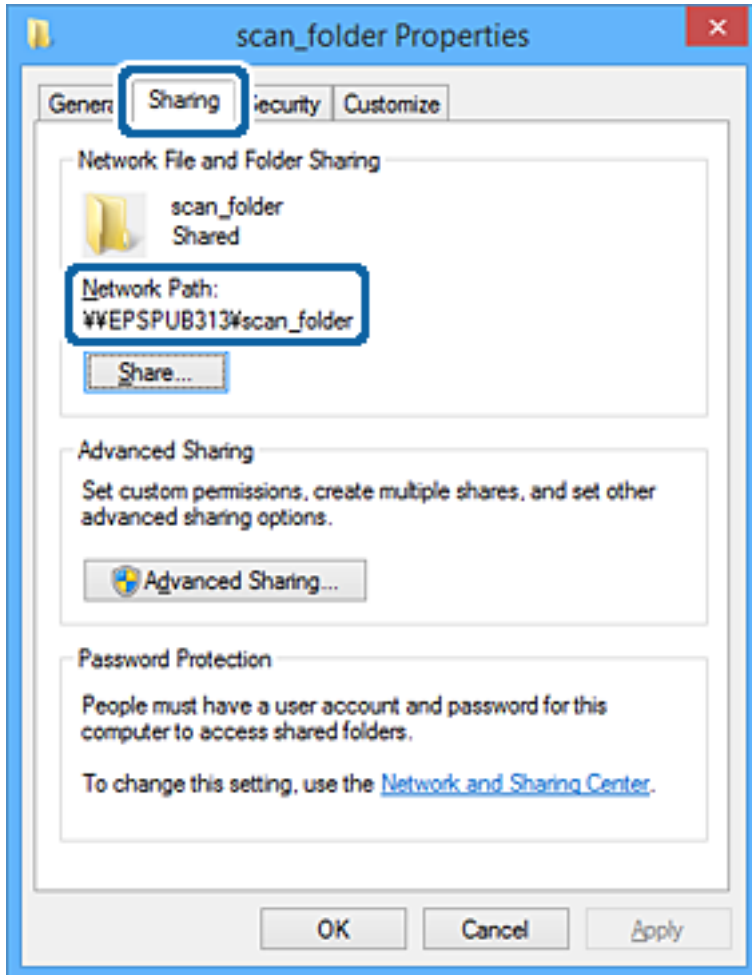 scan_folder Properties
General Sharing Security Customize
Network File and Folder Sharing
scan_folder
Shared
Network Path:
¥¥EPSPUB313¥scan_folder
Share...
Advanced Sharing
Set custom permissions, create multiple shares, and set other
advanced sharing options.
Advanced Sharing...
Password Protection
People must have a user account and password for this
computer to access shared folders.
To change this setting, use the Network and Sharing Center.
OK Cancel Apply